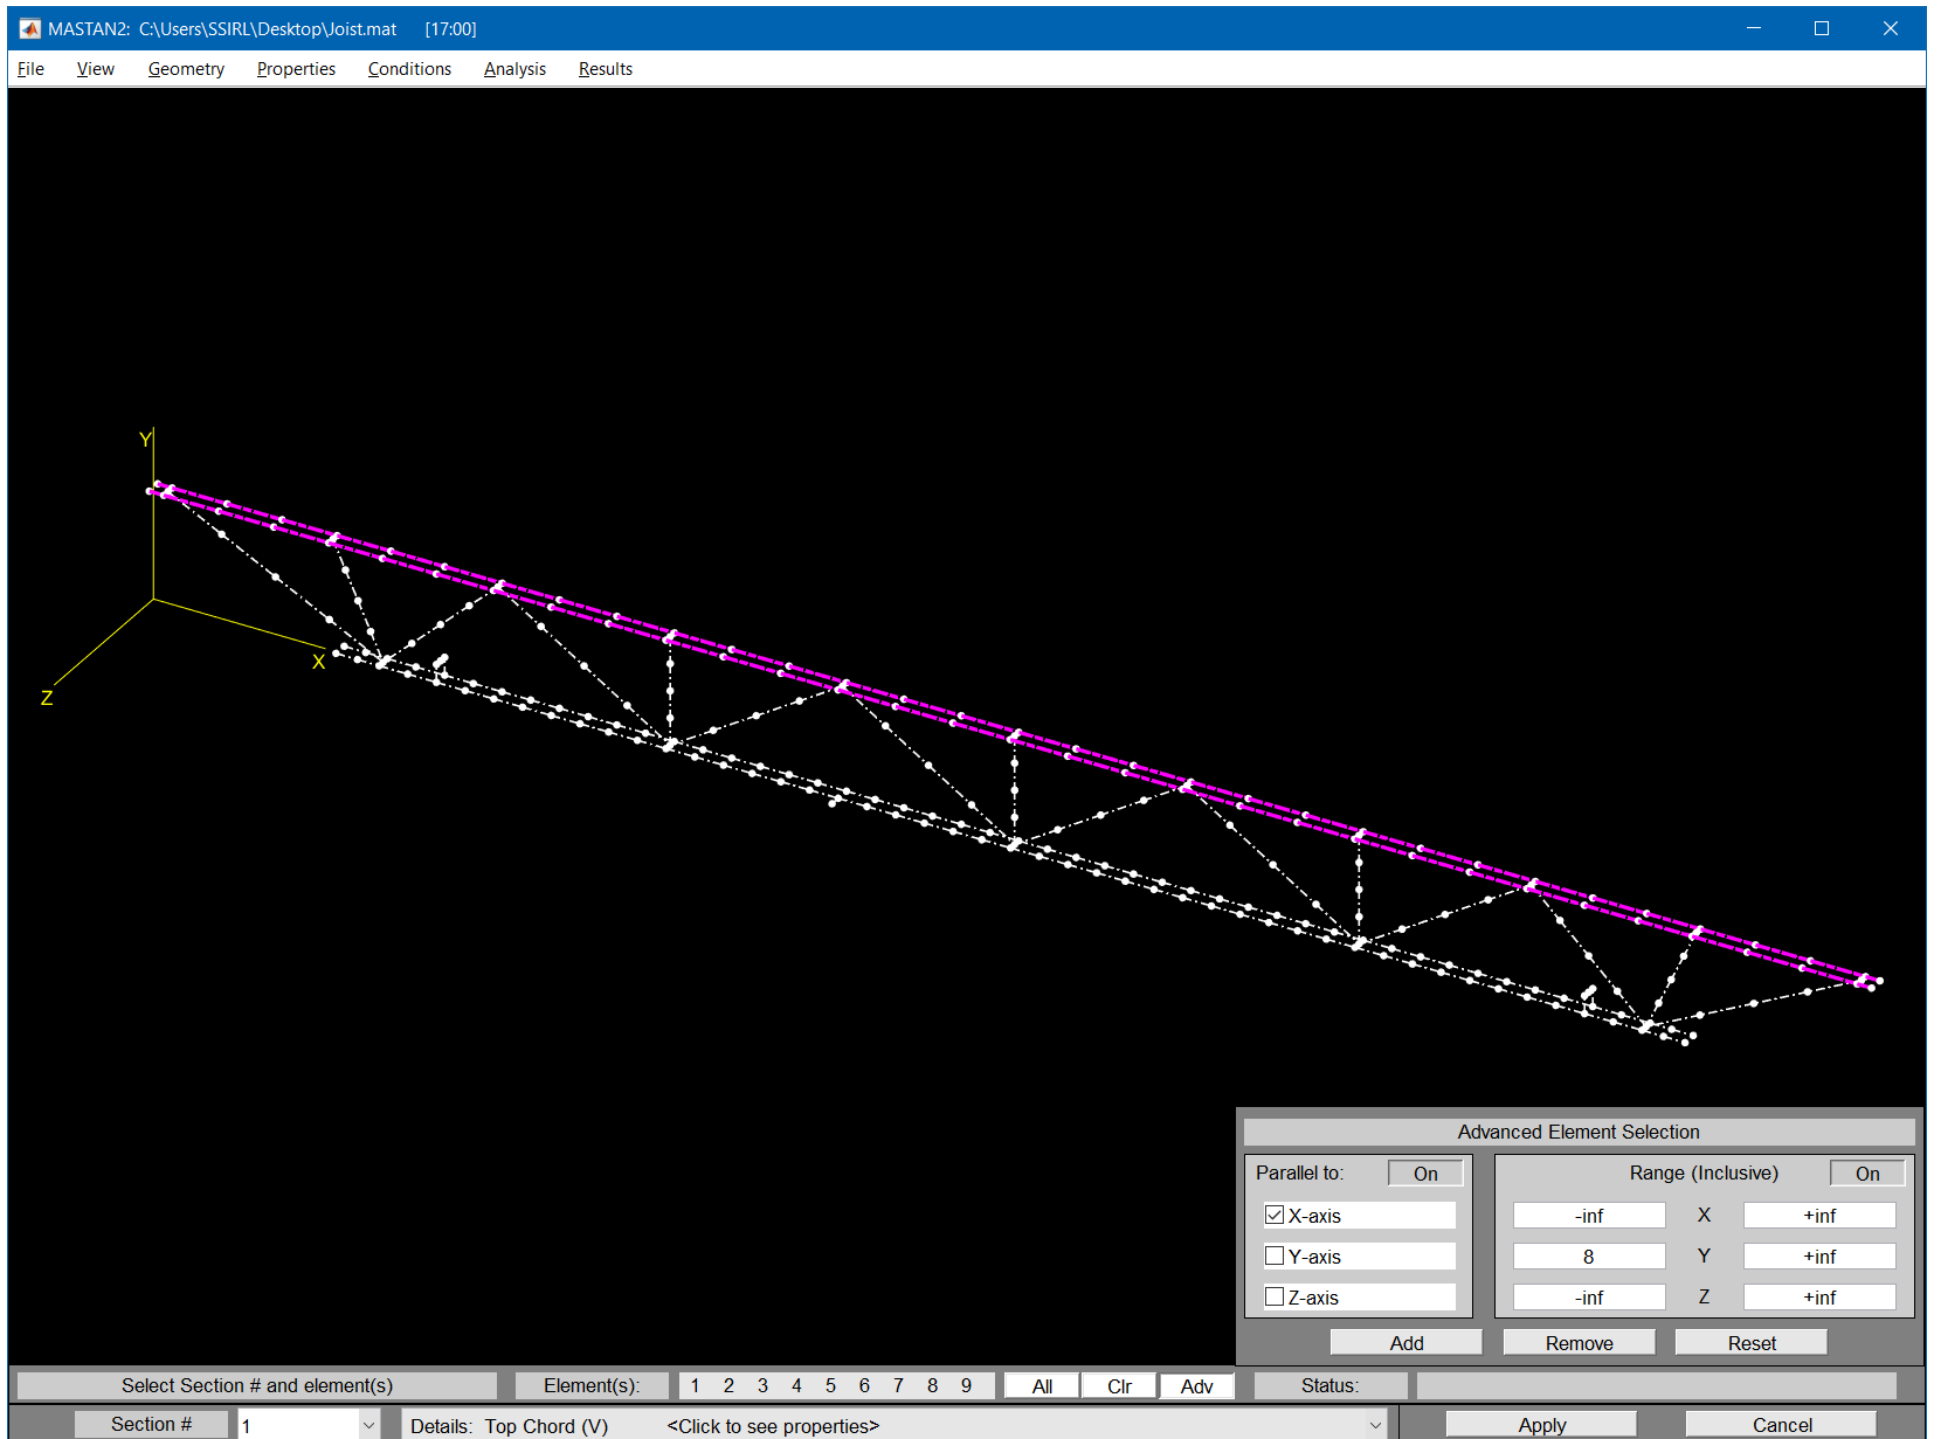 MASTAN2: C:\Users\SSIRL\Desktop\Joist.mat [17:00]
File View Geometry Properties Conditions Analysis Results
Y
X
Z
Advanced Element Selection
Parallel to: On Range (Inclusive) On
X-axis -inf X +inf
Y-axis 8 Y +inf
Z-axis -inf Z +inf
Add Remove Reset
Select Section # and element(s) Element(s): 1 2 3 4 5 6 7 8 9 All Clr Adv Status:
Section # 1 Details: Top Chord (V) <Click to see properties> Apply Cancel